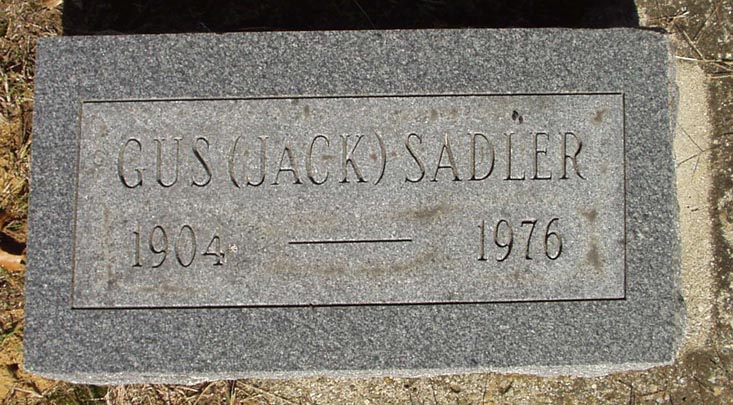 GUS (JACK) SADLER
1904 — 1976